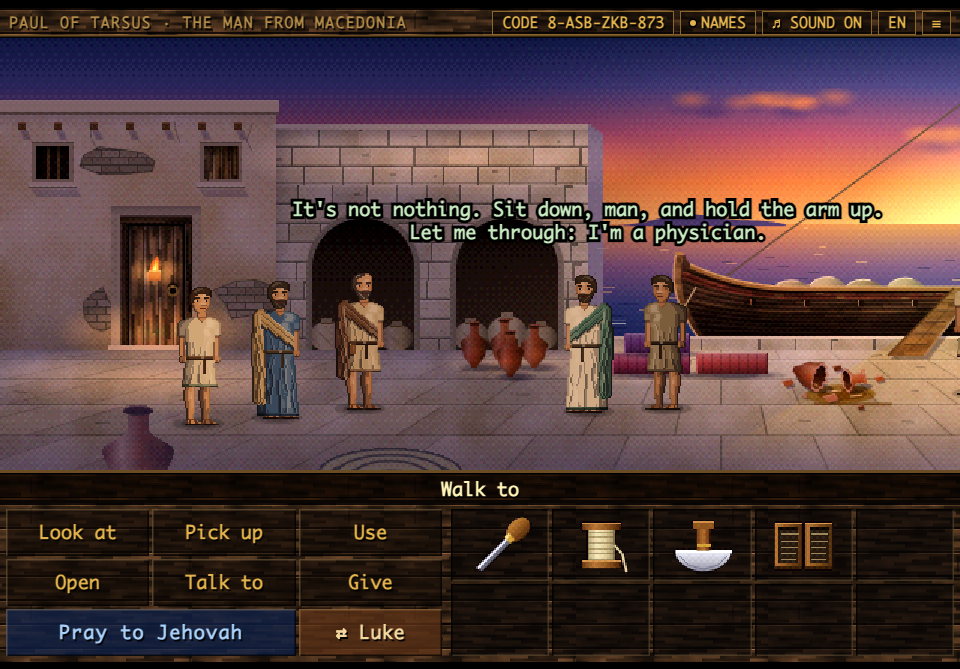 PAUL OF TARSUS · THE MAN FROM MACEDONIA
CODE 8-ASB-ZKB-873
• NAMES
♬ SOUND ON
EN
≡
It's not nothing. Sit down, man, and hold the arm up.
Let me through: I'm a physician.
Walk to
Look at
Pick up
Use
Open
Talk to
Give
Pray to Jehovah
⇄ Luke